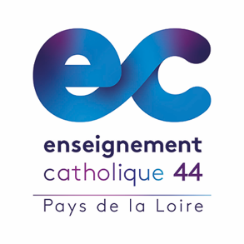 ec
enseignement
catholique 44
Pays de la Loire